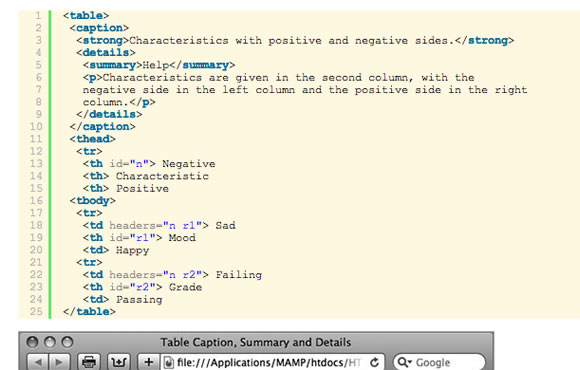 1 <table>
2 <caption>
3 <strong>Characteristics with positive and negative sides.</strong>
4 <details>
5 <summary>Help</summary>
6 <p>Characteristics are given in the second column, with the
7 negative side in the left column and the positive side in the right
8 column.</p>
9 </details>
10 </caption>
11 <thead>
12 <tr>
13 <th id="n"> Negative
14 <th> Characteristic
15 <th> Positive
16 <tbody>
17 <tr>
18 <td headers="n r1"> Sad
19 <th id="r1"> Mood
20 <td> Happy
21 <tr>
22 <td headers="n r2"> Failing
23 <th id="r2"> Grade
24 <td> Passing
25 </table>
Table Caption, Summary and Details
file:///Applications/MAMP/htdocs/HT
Google